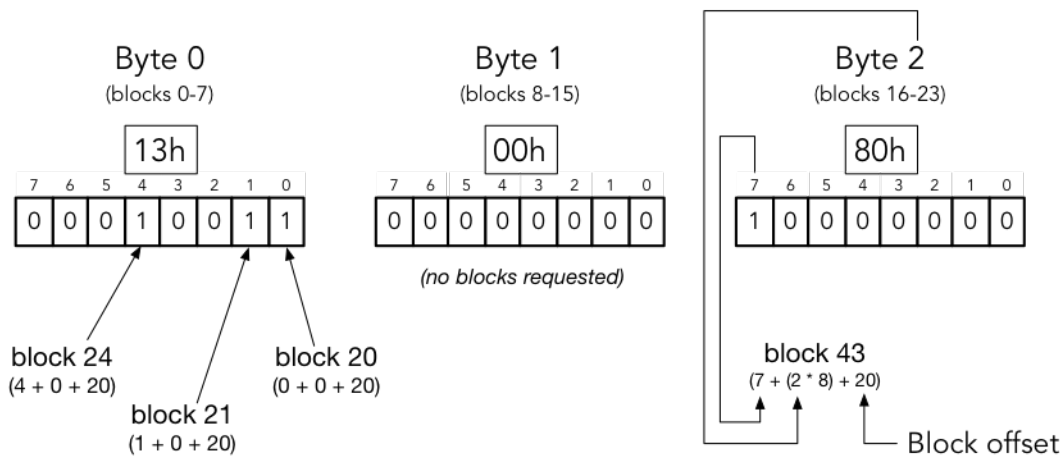 Byte 0
(blocks 0-7)
13h
7 6 5 4 3 2 1 0
0 0 0 1 0 0 1 1
block 24
(4 + 0 + 20)
block 21
(1 + 0 + 20)
block 20
(0 + 0 + 20)
Byte 1
(blocks 8-15)
00h
7 6 5 4 3 2 1 0
0 0 0 0 0 0 0 0
(no blocks requested)
Byte 2
(blocks 16-23)
80h
7 6 5 4 3 2 1 0
1 0 0 0 0 0 0 0
block 43
(7 + (2 * 8) + 20)
Block offset